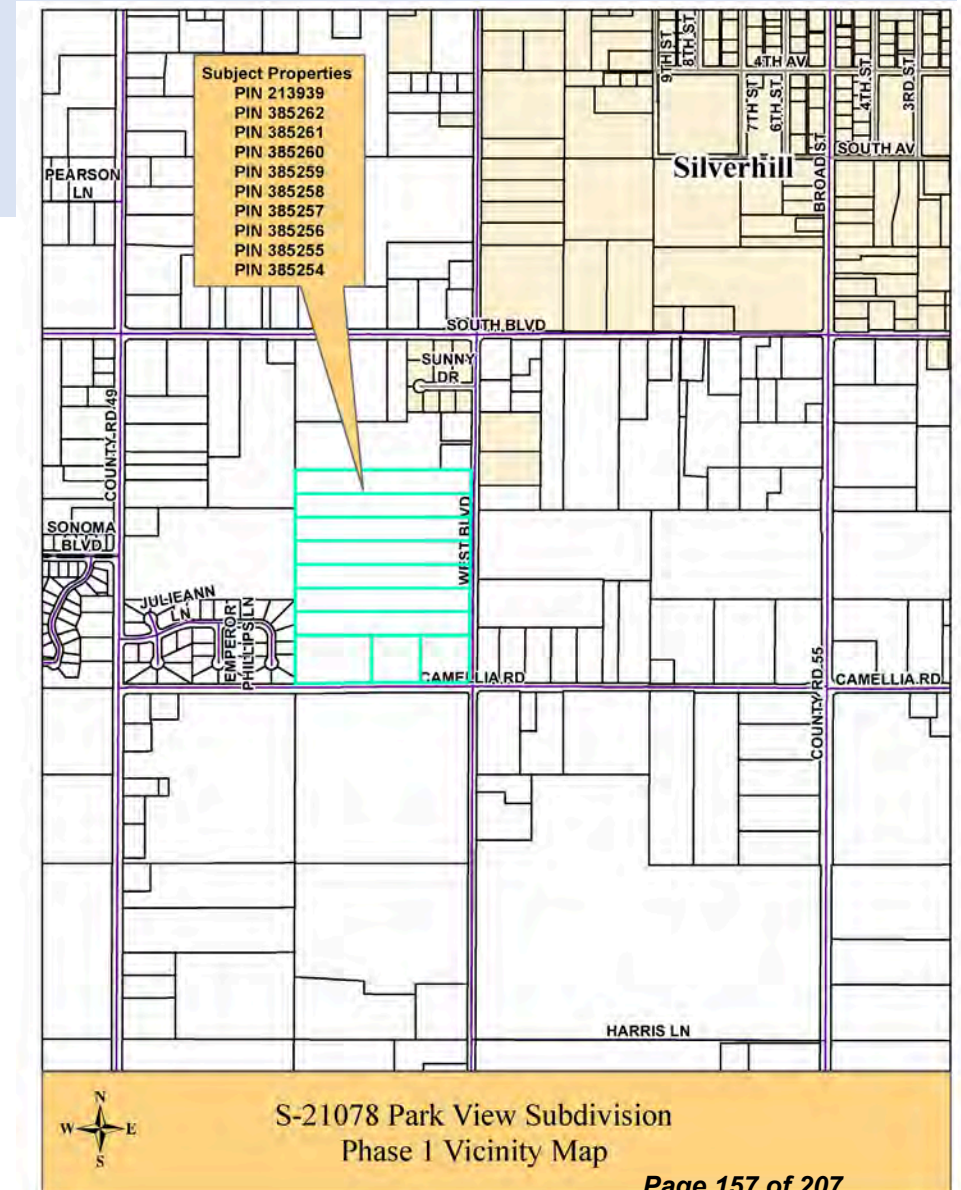 9TH ST
8TH ST
4TH AV
7TH ST
6TH ST
4TH ST
3RD ST
SOUTH AV
BROAD ST
Silverhill
Subject Properties
PIN 213939
PIN 385262
PIN 385261
PIN 385260
PIN 385259
PIN 385258
PIN 385257
PIN 385256
PIN 385255
PIN 385254
PEARSON
LN
SOUTH BLVD
SUNNY
DR
COUNTY RD 49
SONOMA
BLVD
WEST BLVD
JULIEANN
LN
EMPEROR
PHILLIPS LN
CAMELLIA RD
COUNTY RD 55
CAMELLIA RD
HARRIS LN
N
W E
S
S-21078 Park View Subdivision
Phase 1 Vicinity Map
Page 157 of 207